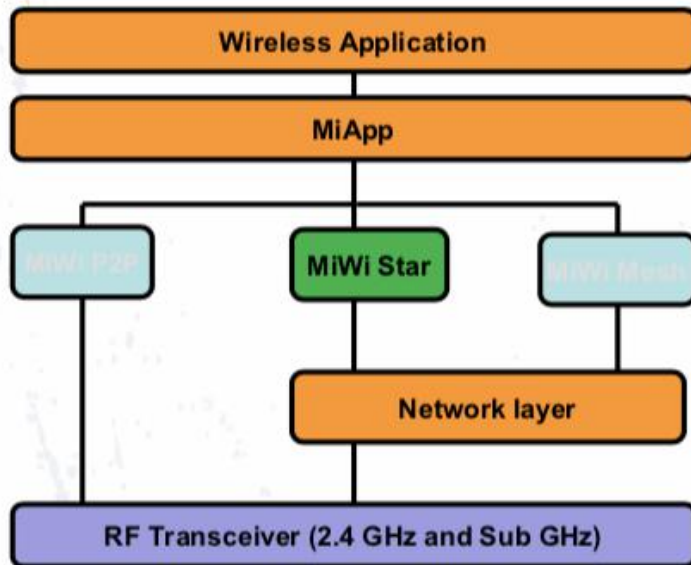 Wireless Application
MiApp
MiWi P2P
MiWi Star
MiWi Mesh
Network layer
RF Transceiver (2.4 GHz and Sub GHz)